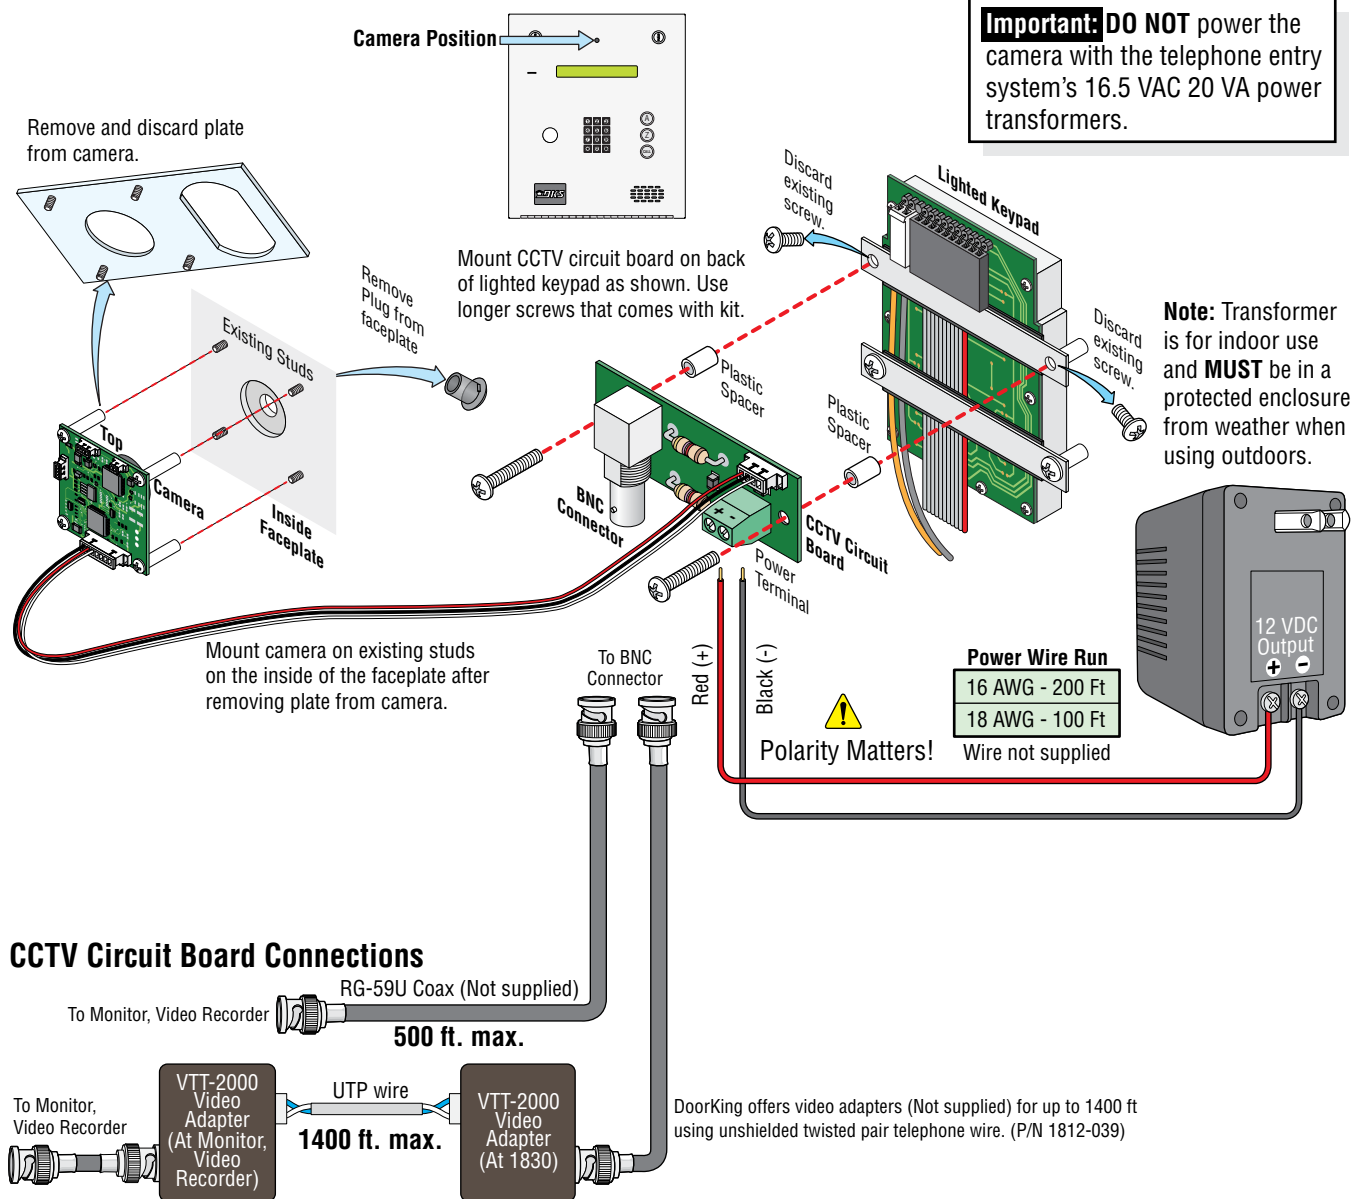 Important: DO NOT power the
camera with the telephone entry
system's 16.5 VAC 20 VA power
transformers.
Camera Position
A
Z
CALL
Remove and discard plate
from camera.
Mount CCTV circuit board on back
of lighted keypad as shown. Use
longer screws that comes with kit.
Discard
existing
screw.
Lighted Keypad
Discard
existing
screw.
Note: Transformer
is for indoor use
and MUST be in a
protected enclosure
from weather when
using outdoors.
Existing Studs
Remove
Plug from
faceplate
Inside
Faceplate
Top
Camera
Plastic
Spacer
Plastic
Spacer
BNC
Connector
+ -
CCTV Circuit
Board
Power
Terminal
Mount camera on existing studs
on the inside of the faceplate after
removing plate from camera.
To BNC
Connector
Red (+)
Black (-)
Polarity Matters!
Power Wire Run
16 AWG - 200 Ft
18 AWG - 100 Ft
Wire not supplied
12 VDC
Output
+ -
CCTV Circuit Board Connections
RG-59U Coax (Not supplied)
To Monitor, Video Recorder
500 ft. max.
To Monitor,
Video Recorder
VTT-2000
Video
Adapter
(At Monitor,
Video
Recorder)
UTP wire
1400 ft. max.
VTT-2000
Video
Adapter
(At 1830)
DoorKing offers video adapters (Not supplied) for up to 1400 ft
using unshielded twisted pair telephone wire. (P/N 1812-039)